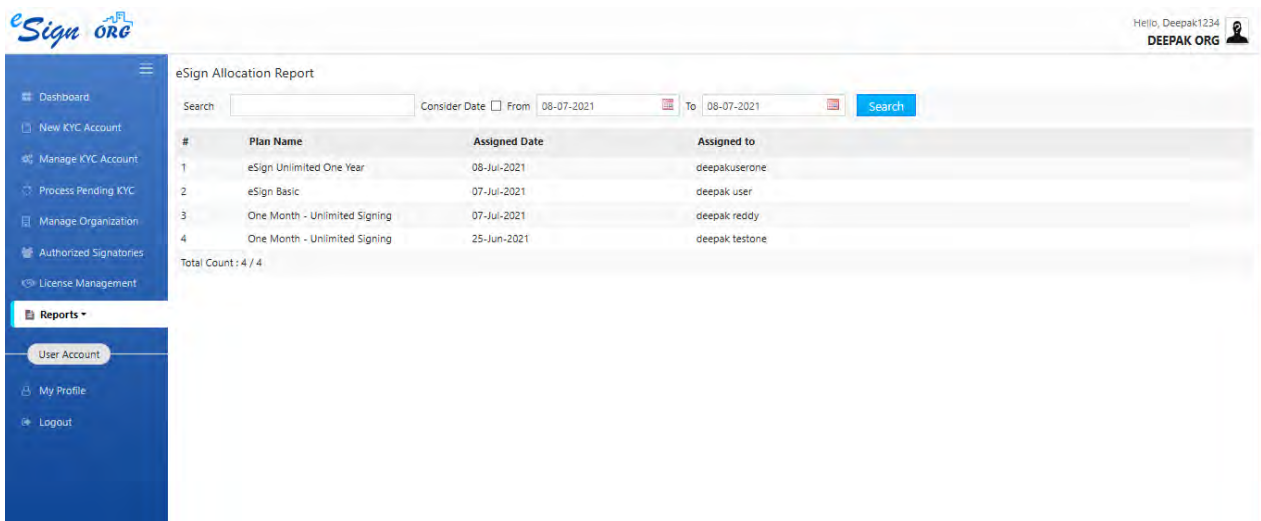 eSign ORG
Hello, Deepak1234
DEEPAK ORG
Dashboard
New KYC Account
Manage KYC Account
Process Pending KYC
Manage Organization
Authorized Signatories
License Management
Reports
User Account
My Profile
Logout
eSign Allocation Report
Search Consider Date From 08-07-2021 To 08-07-2021 Search
# Plan Name Assigned Date Assigned to
1 eSign Unlimited One Year 08-Jul-2021 deepakuserone
2 eSign Basic 07-Jul-2021 deepak user
3 One Month - Unlimited Signing 07-Jul-2021 deepak reddy
4 One Month - Unlimited Signing 25-Jun-2021 deepak testone
Total Count : 4 / 4